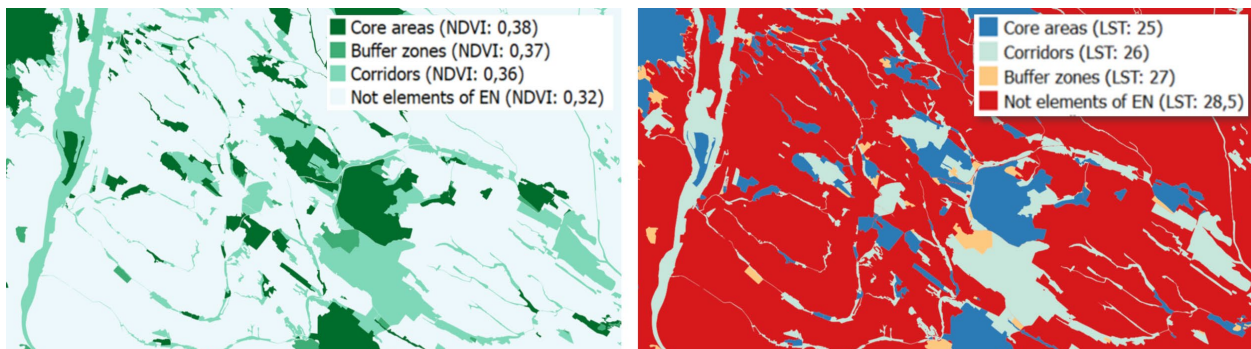 Core areas (NDVI: 0,38)
Buffer zones (NDVI: 0,37)
Corridors (NDVI: 0,36)
Not elements of EN (NDVI: 0,32)
Core areas (LST: 25)
Corridors (LST: 26)
Buffer zones (LST: 27)
Not elements of EN (LST: 28,5)